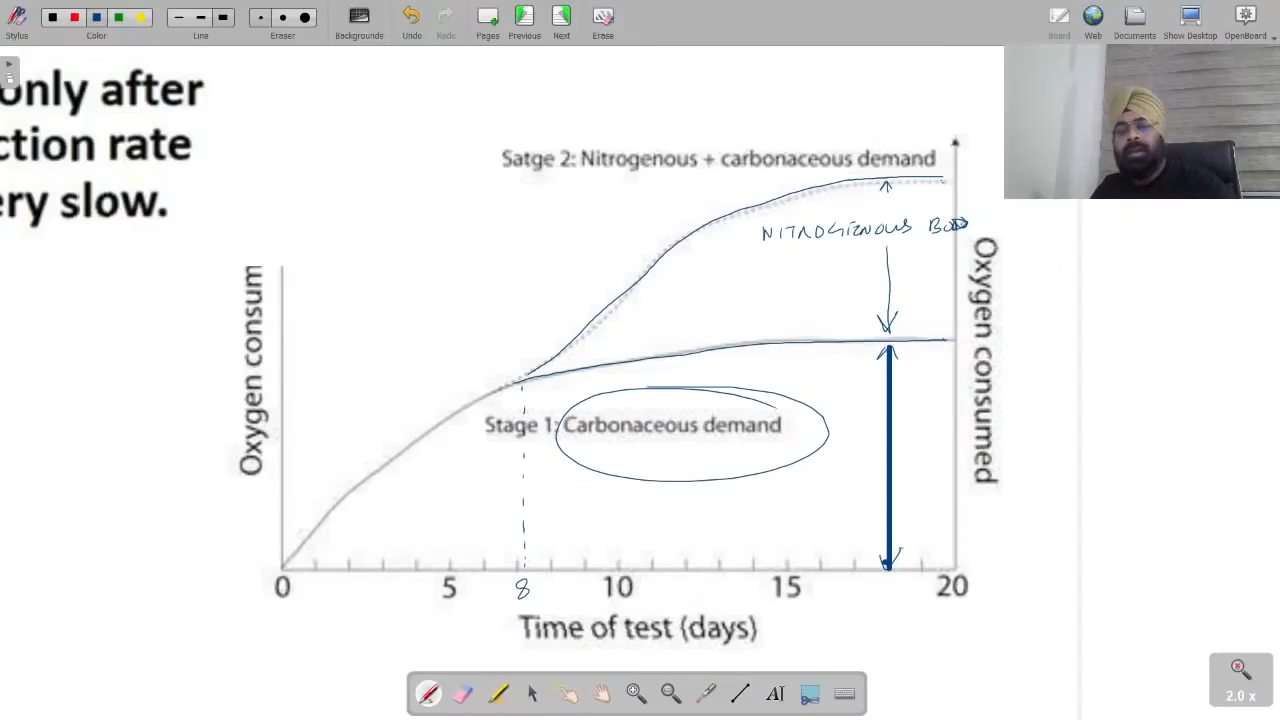 Stylus
Color
Line
Eraser
Backgrounds
Undo
Redo
Pages
Previous
Next
Erase
Board
Web
Documents
Show Desktop
OpenBoard
only after
ction rate
ery slow.
Satge 2: Nitrogenous + carbonaceous demand
NITROGENOUS BOD
Oxygen consum
Oxygen consumed
Stage 1: Carbonaceous demand
0 5 8 10 15 20
Time of test (days)
2.0 x